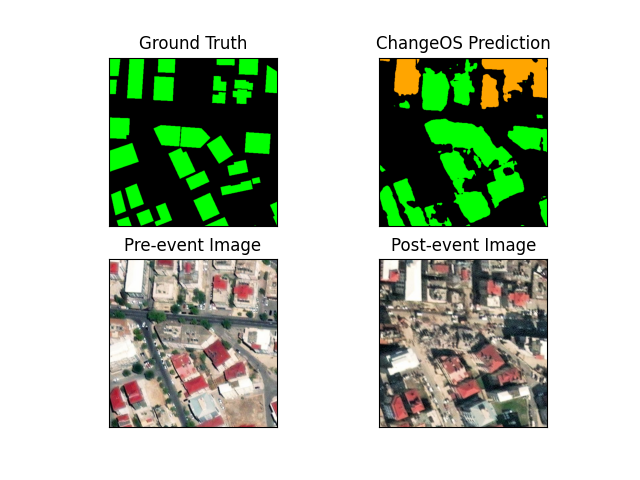 Ground Truth
ChangeOS Prediction
Pre-event Image
Post-event Image